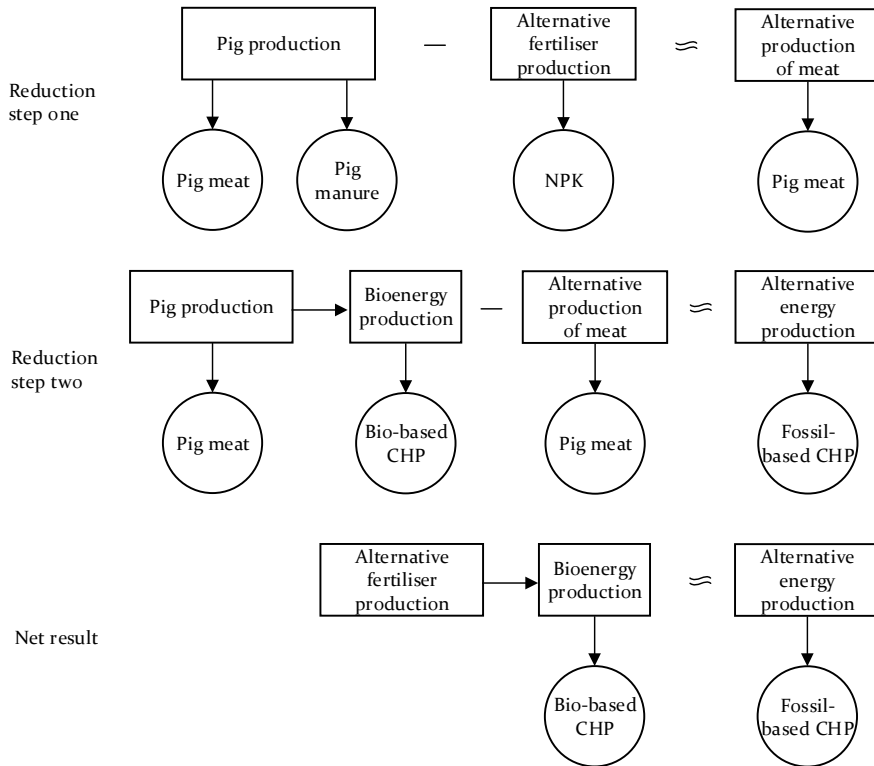 Reduction
step one
Pig production
—
Alternative
fertiliser
production
≈
Alternative
production
of meat
Pig meat
Pig
manure
NPK
Pig meat
Reduction
step two
Pig production
Bioenergy
production
—
Alternative
production
of meat
≈
Alternative
energy
production
Pig meat
Bio-based
CHP
Pig meat
Fossil-
based CHP
Net result
Alternative
fertiliser
production
Bioenergy
production
≈
Alternative
energy
production
Bio-based
CHP
Fossil-
based CHP